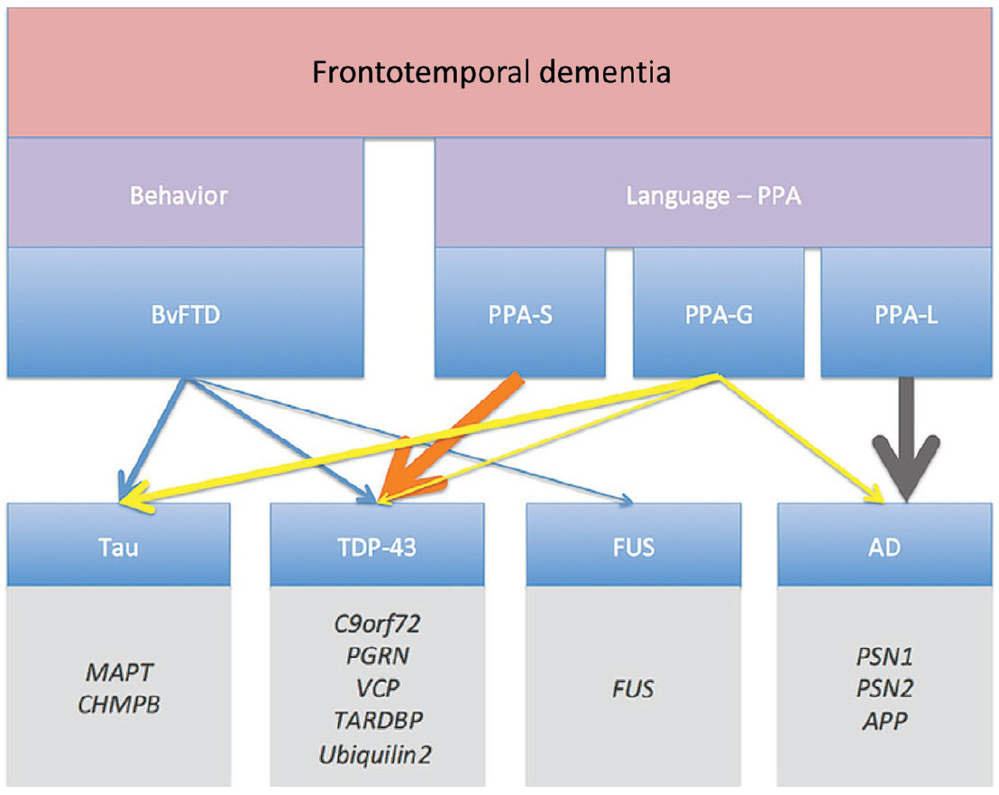 Frontotemporal dementia
Behavior
Language – PPA
BvFTD
PPA-S
PPA-G
PPA-L
Tau
TDP-43
FUS
AD
MAPT
CHMPB
C9orf72
PGRN
VCP
TARDBP
Ubiquilin2
FUS
PSN1
PSN2
APP